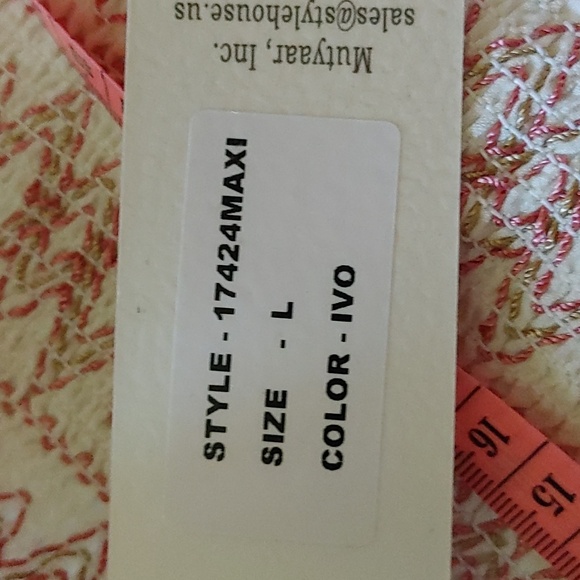 Mutyaar, Inc.
sales@stylehouse.us
STYLE - 17424MAXI
SIZE - L
COLOR - IVO
16
15